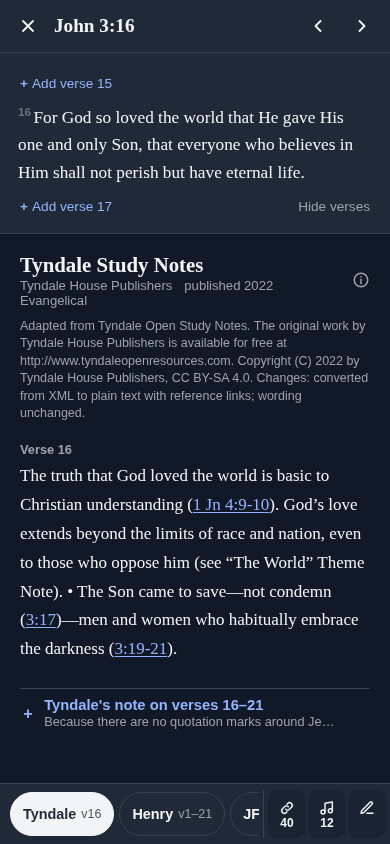 John 3:16
+ Add verse 15
16 For God so loved the world that He gave His
one and only Son, that everyone who believes in
Him shall not perish but have eternal life.
+ Add verse 17 Hide verses
Tyndale Study Notes
Tyndale House Publishers published 2022
Evangelical
Adapted from Tyndale Open Study Notes. The original work by
Tyndale House Publishers is available for free at
http://www.tyndaleopenresources.com. Copyright (C) 2022 by
Tyndale House Publishers, CC BY-SA 4.0. Changes: converted
from XML to plain text with reference links; wording
unchanged.
Verse 16
The truth that God loved the world is basic to
Christian understanding (1 Jn 4:9-10). God’s love
extends beyond the limits of race and nation, even
to those who oppose him (see “The World” Theme
Note). • The Son came to save—not condemn
(3:17)—men and women who habitually embrace
the darkness (3:19-21).
+ Tyndale's note on verses 16–21
Because there are no quotation marks around Je…
Tyndale v16 Henry v1–21 JF 40 12